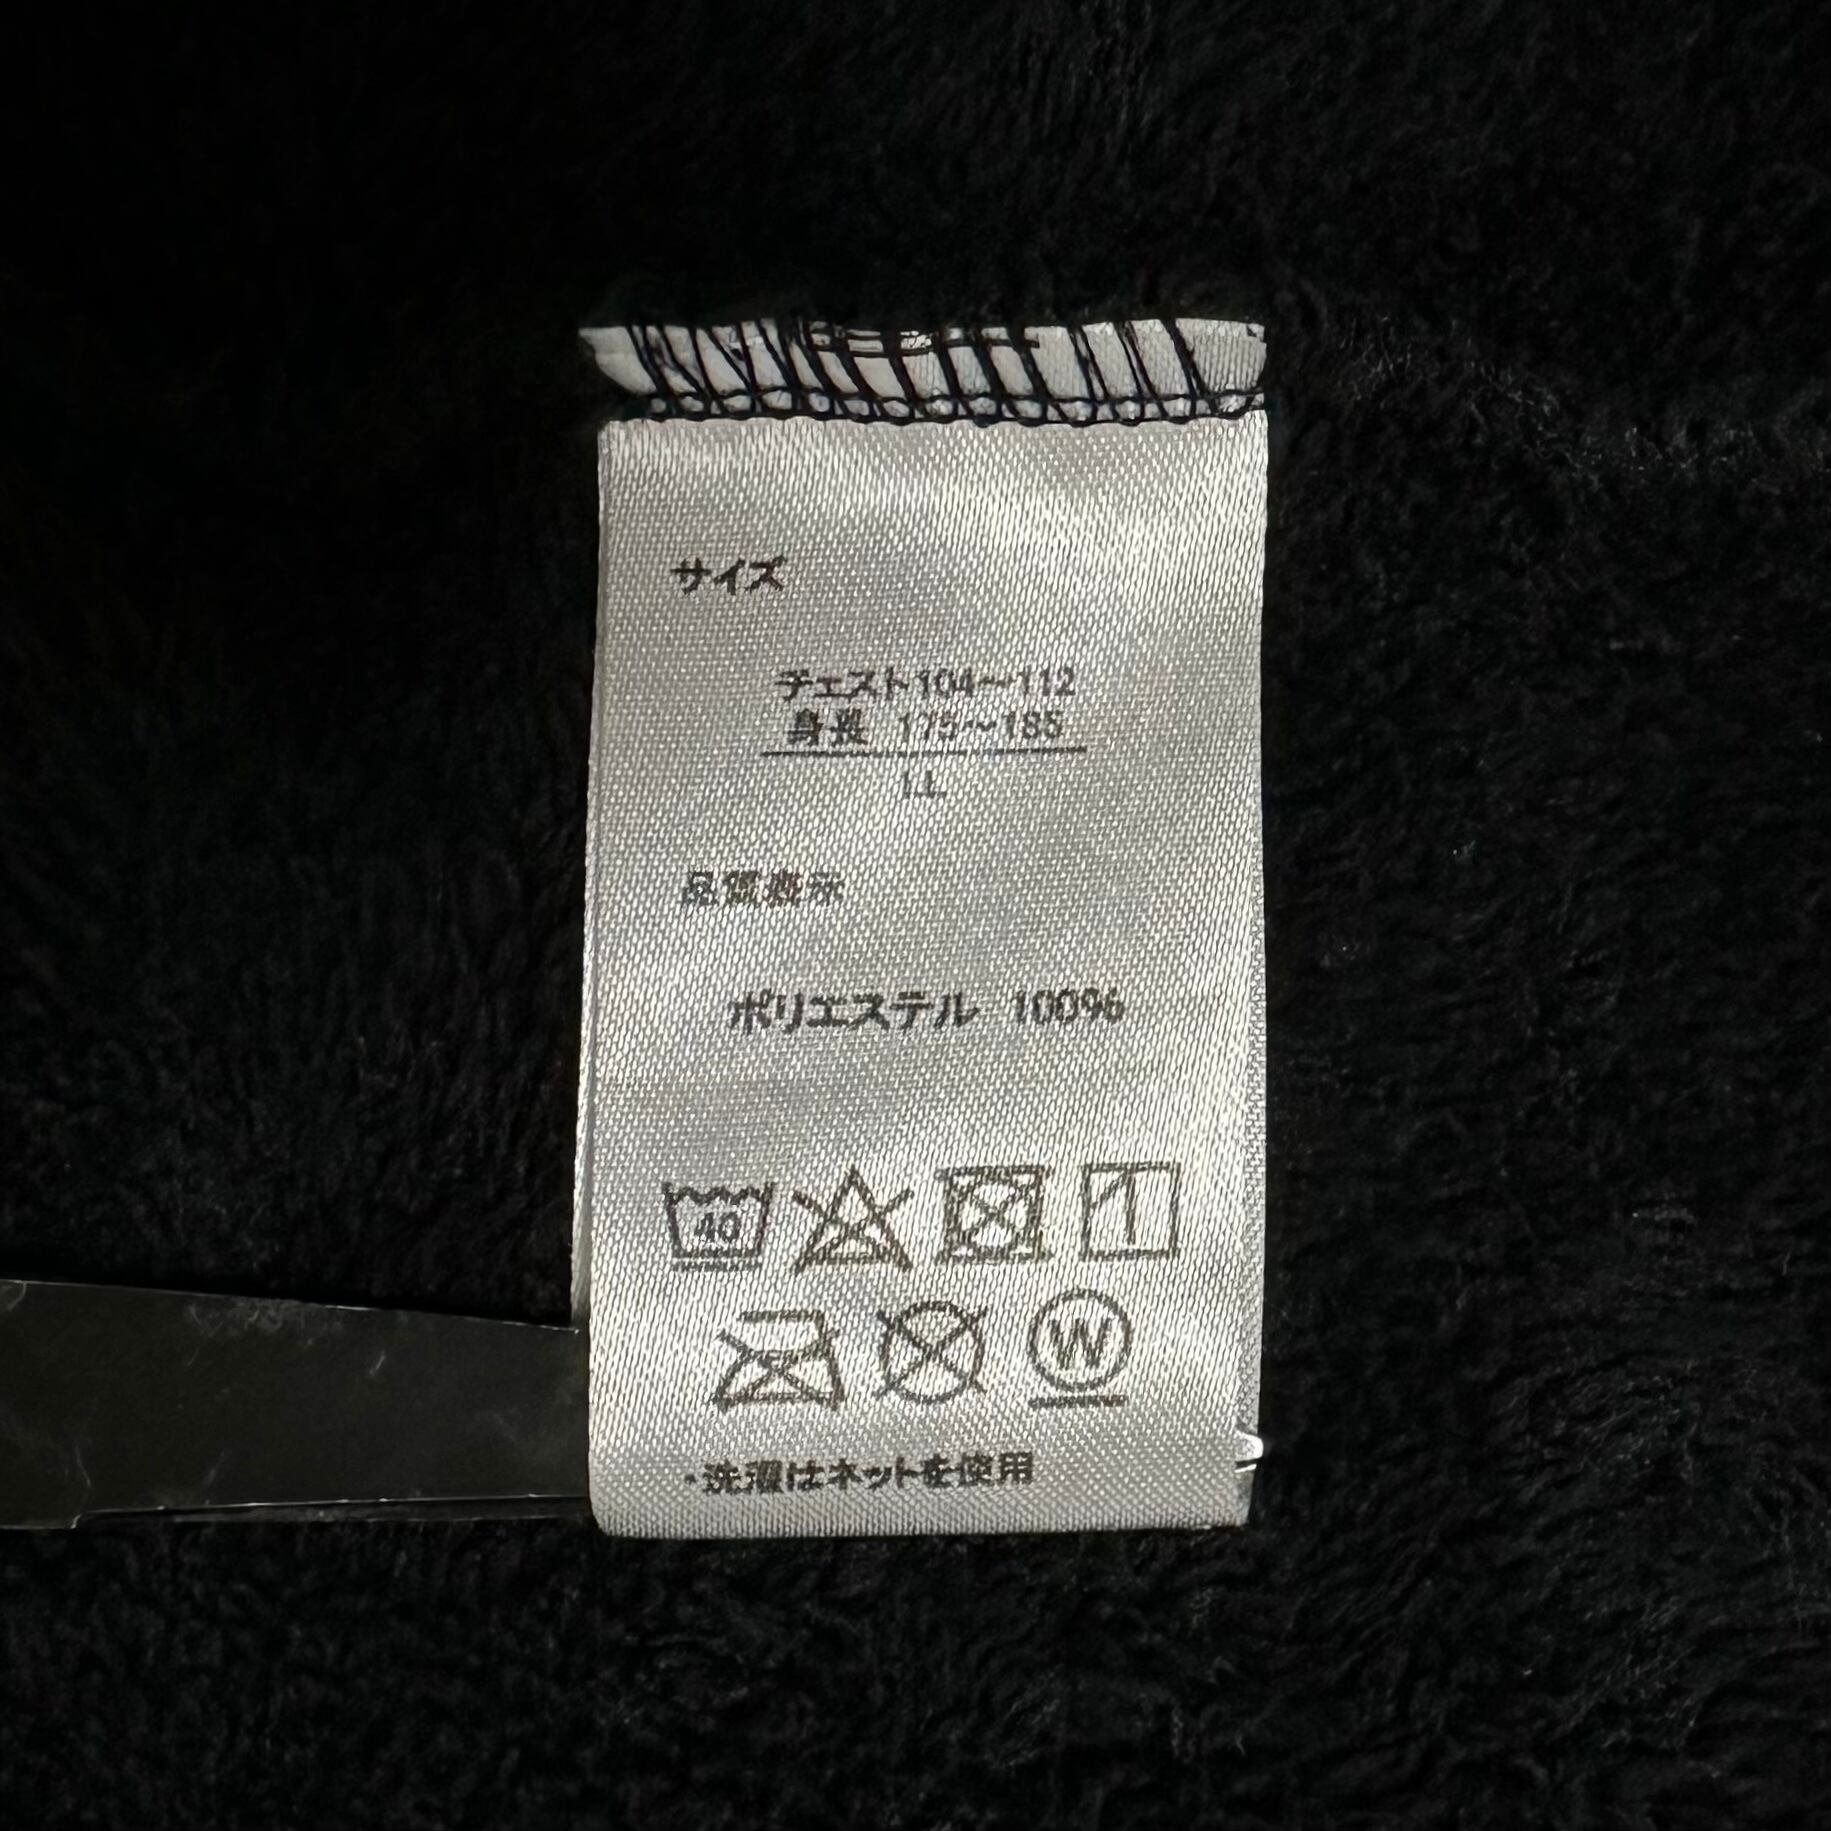 サイズ
チェスト104～112
身長 175～185
LL
品質表示
ポリエステル 100%
40
W
・洗濯はネットを使用